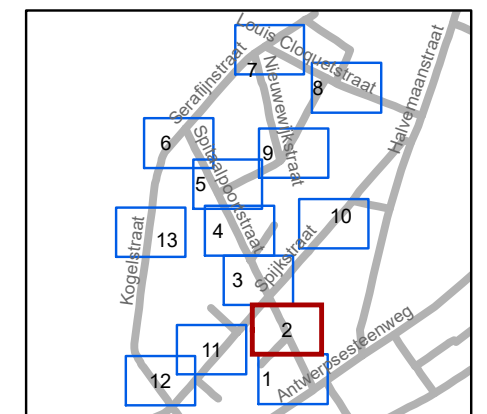 Louis Cloquetstraat
7
Serafijnstraat
Nieuwewijkstraat
8
Halvemaanstraat
6
Spitaalpoortstraat
9
5
10
4
13
Spijkstraat
Kogelstraat
3
2
Antwerpsesteenweg
11
12
1